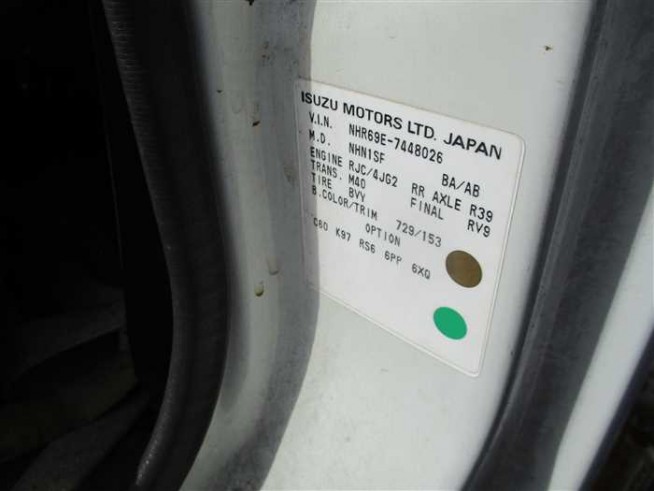 ISUZU MOTORS LTD. JAPAN
V.I.N. NHR69E-7448026
M.D. NHN1SF BA/AB
ENGINE RJC/4JG2 RR AXLE R39
TRANS. M40 FINAL RV9
TIRE BVY
B.COLOR/TRIM 729/153
OPTION
C60 K97 RS6 6PP 6XQ